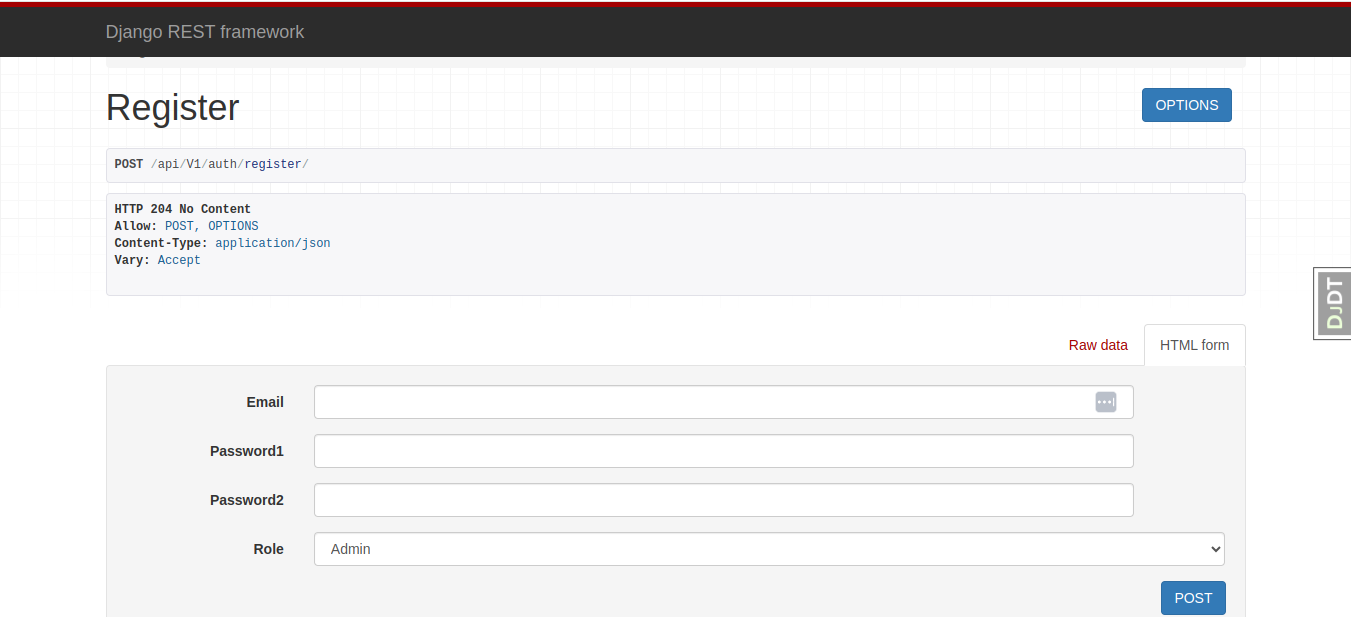 Django REST framework
Register
OPTIONS
POST /api/V1/auth/register/
HTTP 204 No Content
Allow: POST, OPTIONS
Content-Type: application/json
Vary: Accept
DJDT
Raw data
HTML form
Email
Password1
Password2
Role
Admin
POST